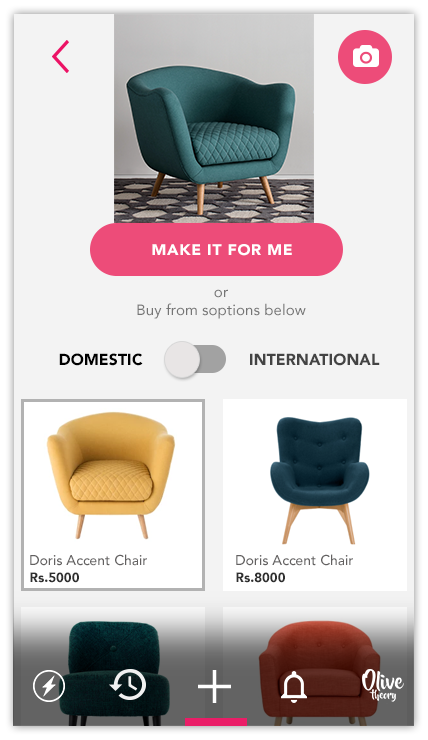 MAKE IT FOR ME
or
Buy from soptions below
DOMESTIC INTERNATIONAL
Doris Accent Chair Doris Accent Chair
Rs.5000 Rs.8000
Olive
theory